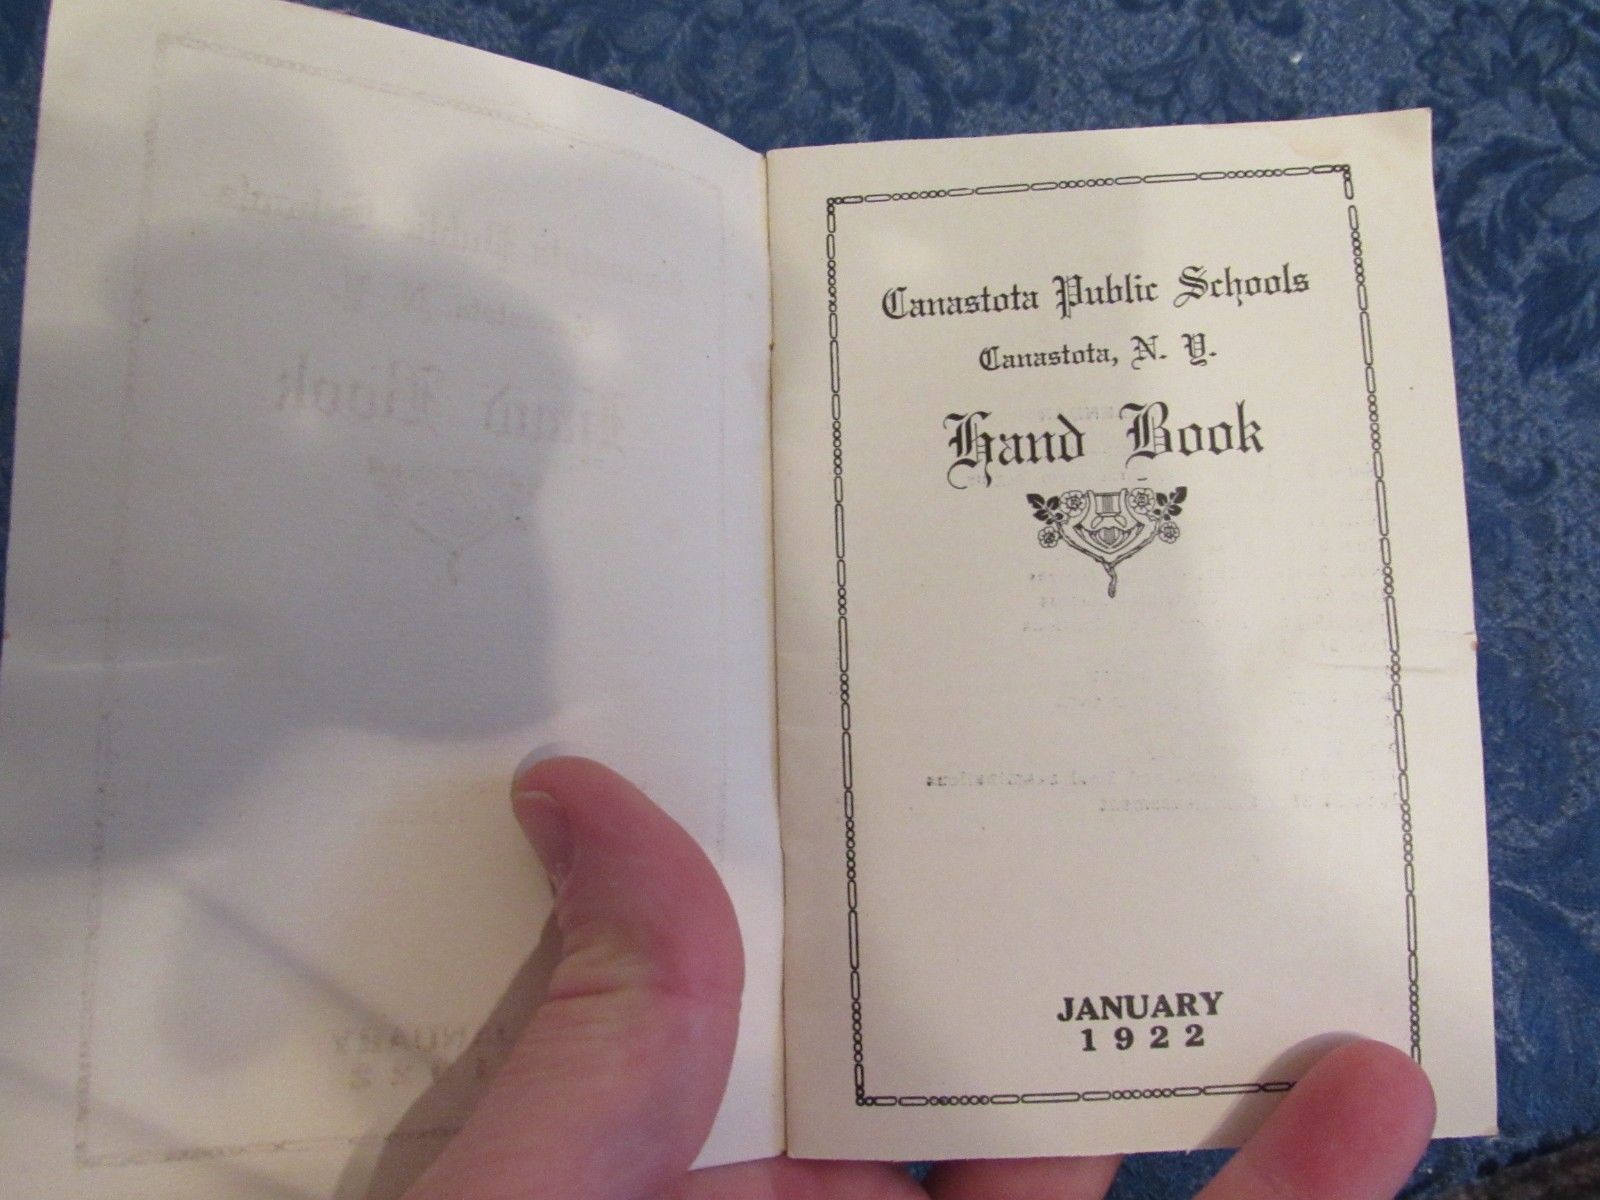 Canastota Public Schools
Canastota, N. Y.
Hand Book
JANUARY
1922